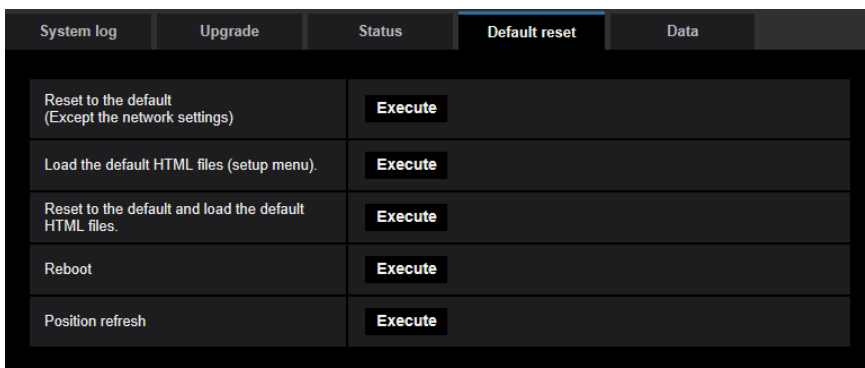 System log Upgrade Status Default reset Data
Reset to the default
(Except the network settings)
Execute
Load the default HTML files (setup menu).
Execute
Reset to the default and load the default
HTML files.
Execute
Reboot
Execute
Position refresh
Execute